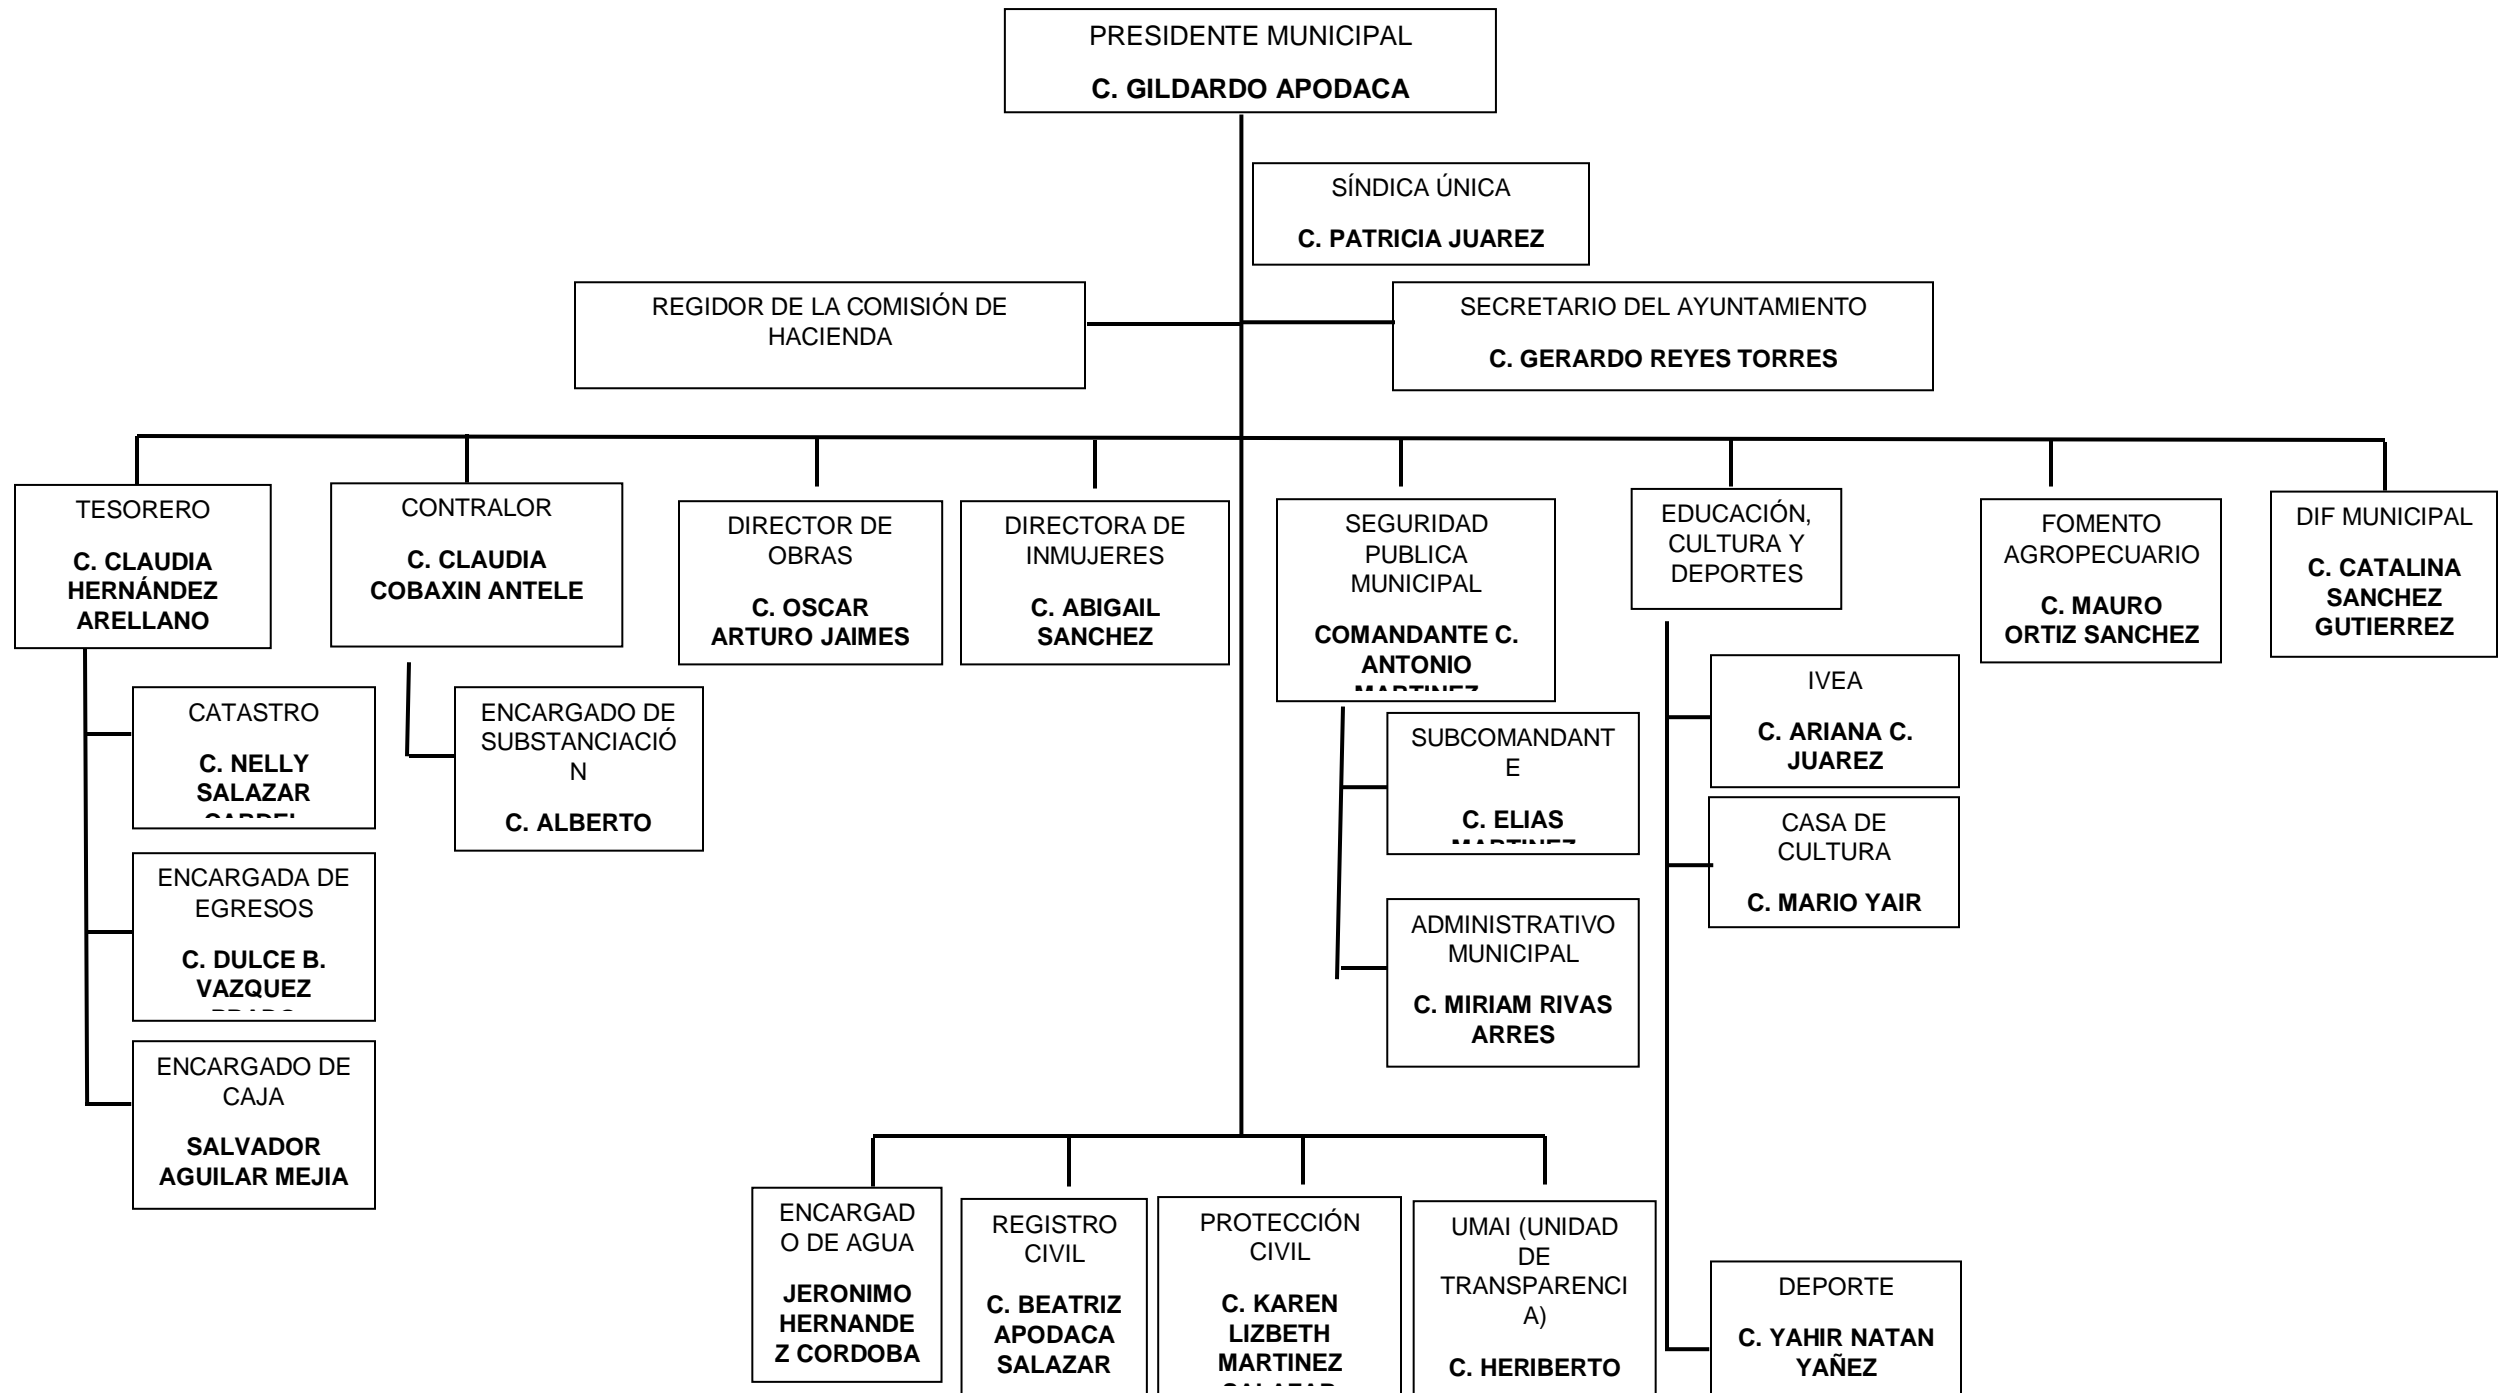 PRESIDENTE MUNICIPAL
C. GILDARDO APODACA
SÍNDICA ÚNICA
C. PATRICIA JUAREZ
REGIDOR DE LA COMISIÓN DE
HACIENDA
SECRETARIO DEL AYUNTAMIENTO
C. GERARDO REYES TORRES
TESORERO
C. CLAUDIA
HERNÁNDEZ
ARELLANO
CONTRALOR
C. CLAUDIA
COBAXIN ANTELE
DIRECTOR DE
OBRAS
C. OSCAR
ARTURO JAIMES
DIRECTORA DE
INMUJERES
C. ABIGAIL
SANCHEZ
SEGURIDAD
PUBLICA
MUNICIPAL
COMANDANTE C.
ANTONIO
MARTINEZ
EDUCACIÓN,
CULTURA Y
DEPORTES
FOMENTO
AGROPECUARIO
C. MAURO
ORTIZ SANCHEZ
DIF MUNICIPAL
C. CATALINA
SANCHEZ
GUTIERREZ
CATASTRO
C. NELLY
SALAZAR
ENCARGADO DE
SUBSTANCIACIÓ
N
C. ALBERTO
SUBCOMANDANT
E
C. ELIAS
MARTINEZ
IVEA
C. ARIANA C.
JUAREZ
CASA DE
CULTURA
C. MARIO YAIR
ENCARGADA DE
EGRESOS
C. DULCE B.
VAZQUEZ
ADMINISTRATIVO
MUNICIPAL
C. MIRIAM RIVAS
ARRES
ENCARGADO DE
CAJA
SALVADOR
AGUILAR MEJIA
ENCARGAD
O DE AGUA
JERONIMO
HERNANDE
Z CORDOBA
REGISTRO
CIVIL
C. BEATRIZ
APODACA
SALAZAR
PROTECCIÓN
CIVIL
C. KAREN
LIZBETH
MARTINEZ
SALAZAR
UMAI (UNIDAD
DE
TRANSPARENCI
A)
C. HERIBERTO
DEPORTE
C. YAHIR NATAN
YAÑEZ